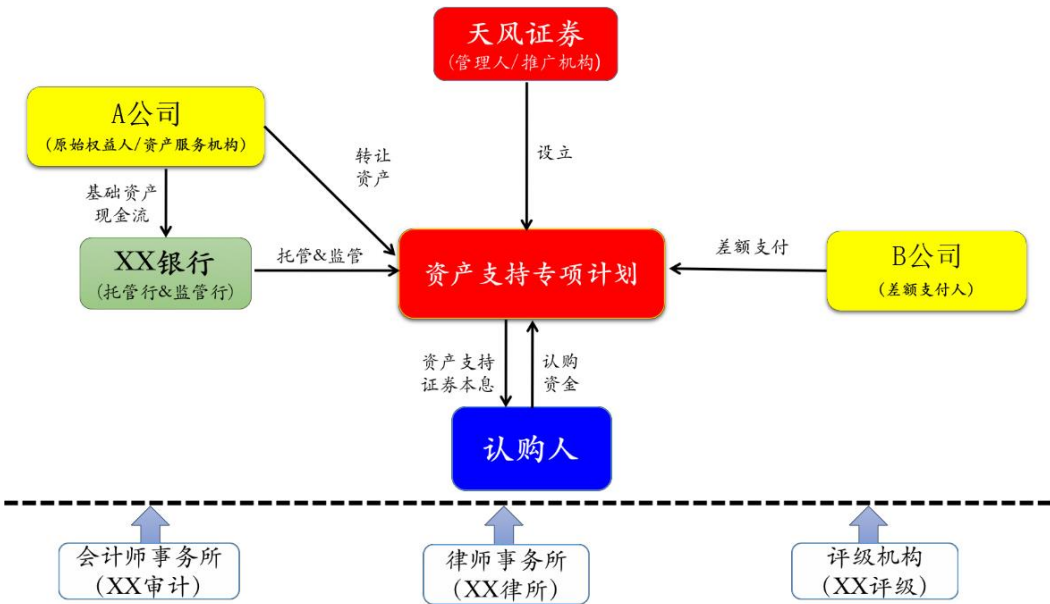 天风证券
(管理人/推广机构)
A公司
(原始权益人/资产服务机构)
转让
资产
设立
基础资产
现金流
XX银行
(托管行&监管行)
托管&监管
资产支持专项计划
差额支付
B公司
(差额支付人)
资产支持
证券本息
认购
资金
认购人
会计师事务所
(XX审计)
律师事务所
(XX律所)
评级机构
(XX评级)